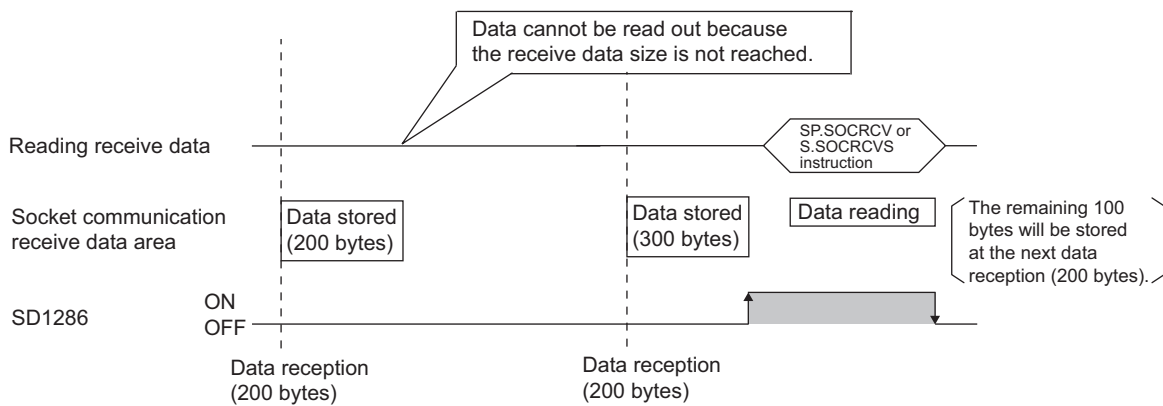 Data cannot be read out because
the receive data size is not reached.
Reading receive data
SP.SOCRCV or
S.SOCRCVS
instruction
Socket communication
receive data area
Data stored
(200 bytes)
Data stored
(300 bytes)
Data reading
The remaining 100
bytes will be stored
at the next data
reception (200 bytes).
SD1286
ON
OFF
Data reception
(200 bytes)
Data reception
(200 bytes)